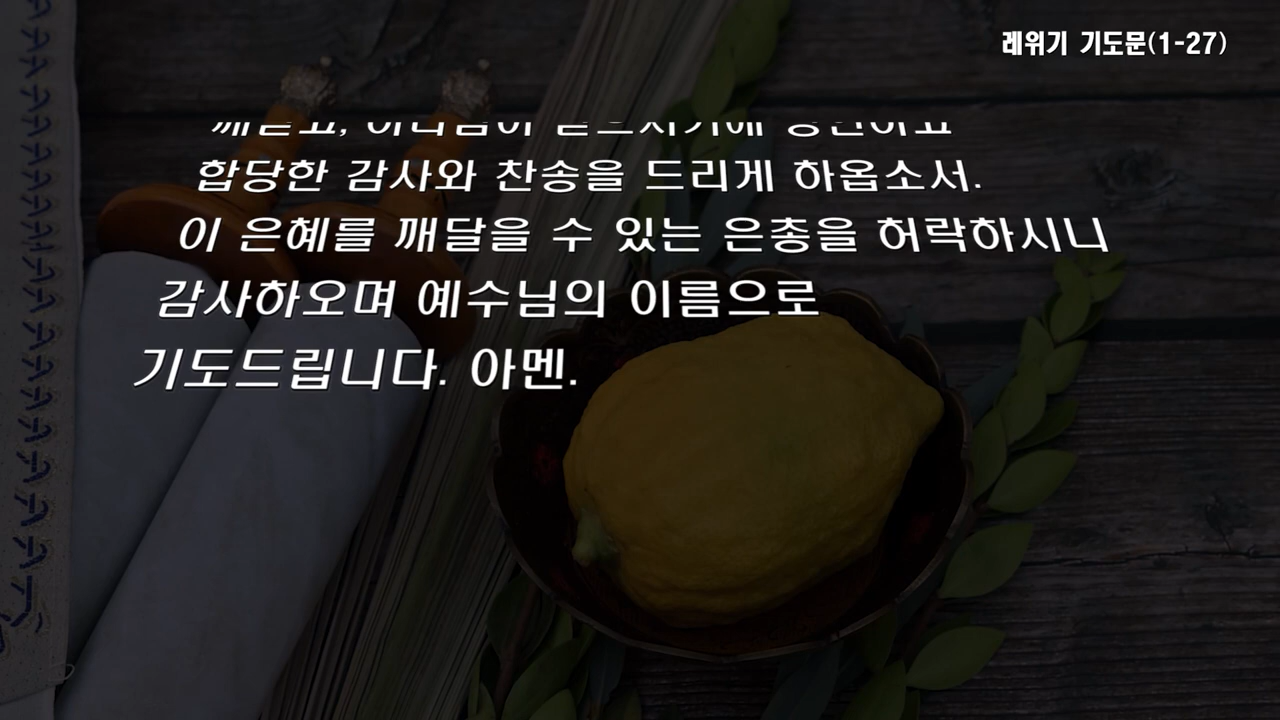 레위기 기도문(1-27)
합당한 감사와 찬송을 드리게 하옵소서.
이 은혜를 깨달을 수 있는 은총을 허락하시니
감사하오며 예수님의 이름으로
기도드립니다. 아멘.